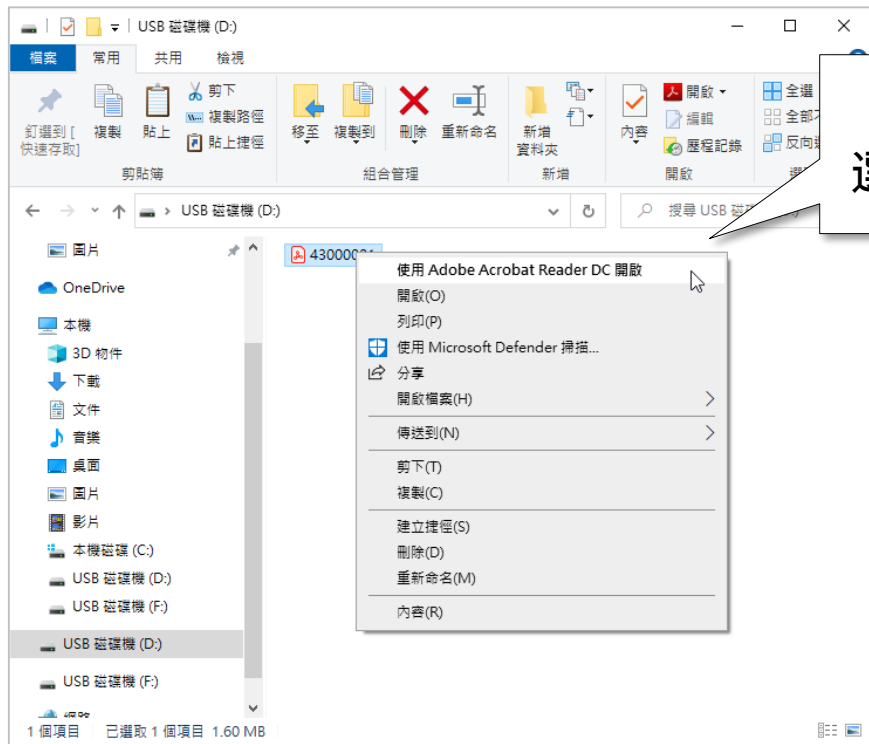 USB 磁碟機 (D:)
檔案 常用 共用 檢視
釘選到 [
快速存取]
複製
貼上
剪下
複製路徑
貼上捷徑
移至
複製到
刪除
重新命名
新增
資料夾
內容
開啟
編輯
歷程記錄
全選
全部
反向
剪貼簿 組合管理 新增 開啟
USB 磁碟機 (D:)
搜尋 USB
圖片
OneDrive
本機
3D 物件
下載
文件
音樂
桌面
圖片
影片
本機磁碟 (C:)
USB 磁碟機 (D:)
USB 磁碟機 (F:)
USB 磁碟機 (D:)
USB 磁碟機 (F:)
使用 Adobe Acrobat Reader DC 開啟
開啟(O)
列印(P)
使用 Microsoft Defender 掃描...
分享
開啟檔案(H)
傳送到(N)
剪下(T)
複製(C)
建立捷徑(S)
刪除(D)
重新命名(M)
內容(R)
1 個項目 已選取 1 個項目 1.60 MB